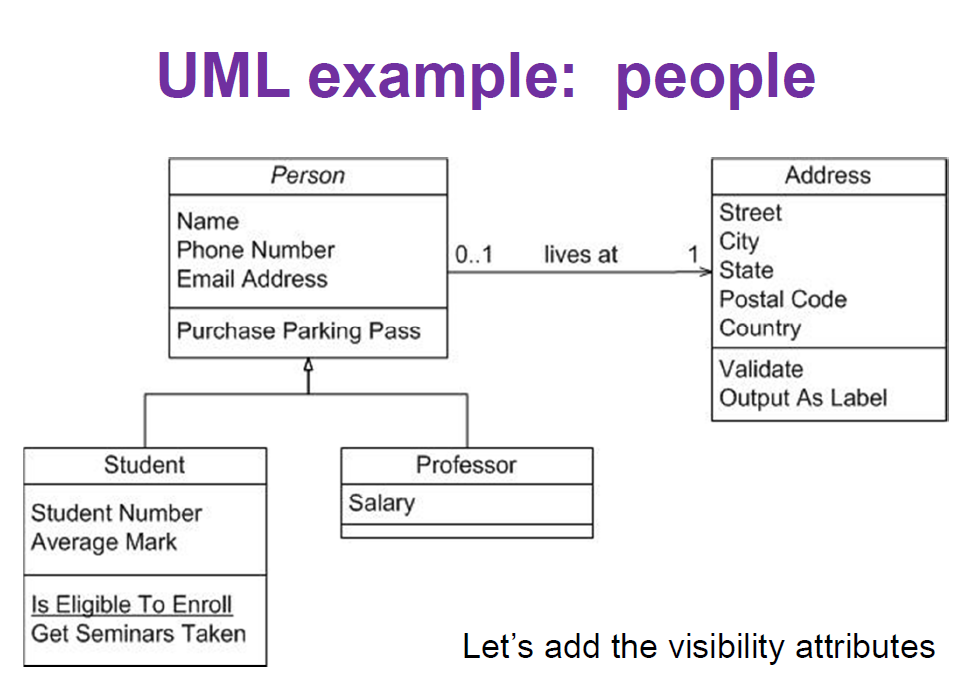 UML example:  people
Person
Name
Phone Number
Email Address
Purchase Parking Pass
0..1
lives at
1
Address
Street
City
State
Postal Code
Country
Validate
Output As Label
Student
Student Number
Average Mark
Is Eligible To Enroll
Get Seminars Taken
Professor
Salary
Let’s add the visibility attributes